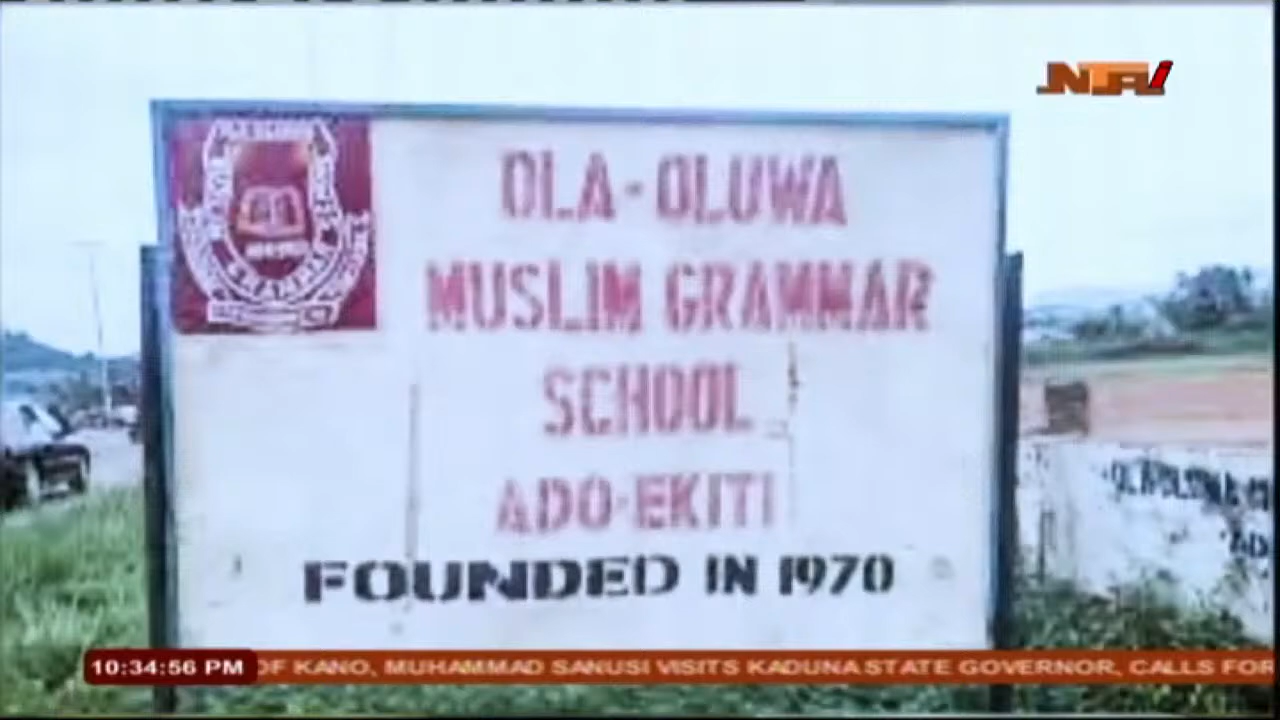 NTA
OLA-OLUWA
MUSLIM GRAMMAR
SCHOOL
ADO-EKITI
FOUNDED IN 1970
10:34:56 PM
OF KANO, MUHAMMAD SANUSI VISITS KADUNA STATE GOVERNOR, CALLS FOR